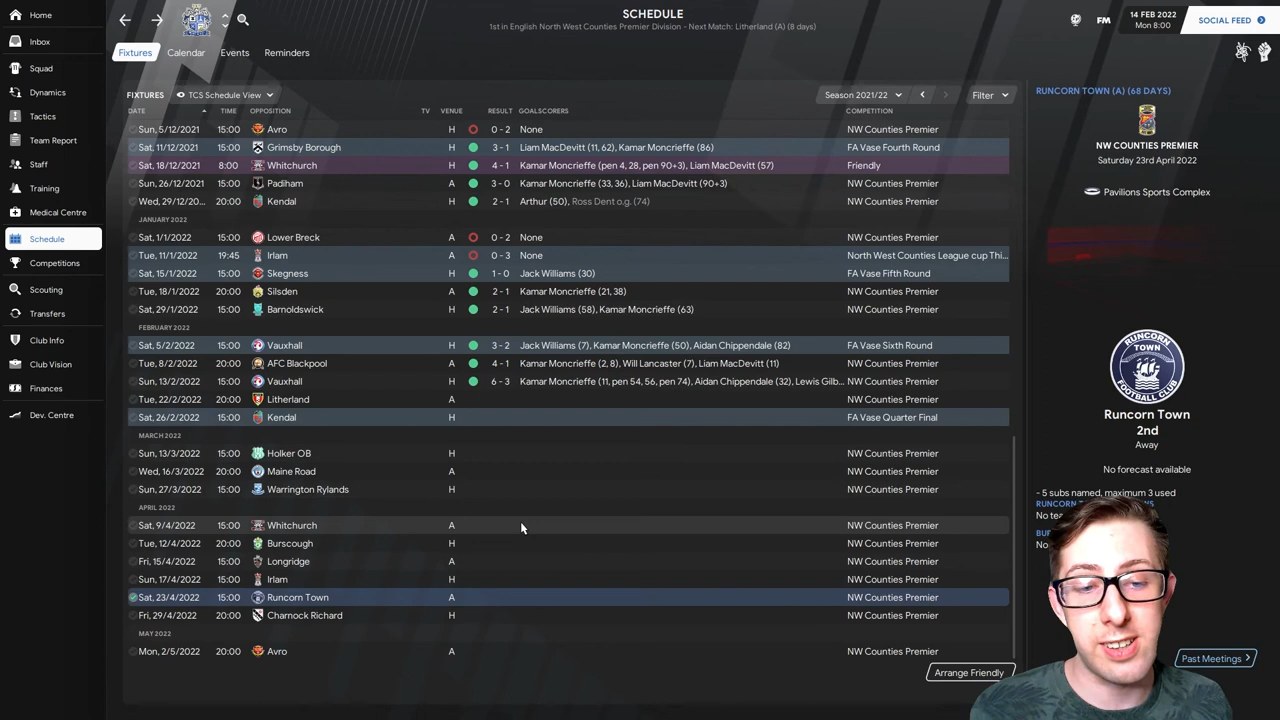 Home
SCHEDULE
14 FEB 2022
FM
SOCIAL FEED
1st in English North West Counties Premier Division - Next Match: Litherland (A) (8 days)
Mon 8:00
Inbox
Fixtures Calendar Events Reminders
Squad
Dynamics
FIXTURES TCS Schedule View Season 2021/22 Filter
RUNCORN TOWN (A) (68 DAYS)
DATE TIME OPPOSITION TV VENUE RESULT GOALSCORERS COMPETITION
Tactics
Sun, 5/12/2021 15:00 Avro H 0 - 2 None NW Counties Premier
Team Report
Sat, 11/12/2021 15:00 Grimsby Borough H 3 - 1 Liam MacDevitt (11, 62), Kamar Moncrieffe (86) FA Vase Fourth Round
NW COUNTIES PREMIER
Staff
Sat, 18/12/2021 8:00 Whitchurch H 4 - 1 Kamar Moncrieffe (pen 4, 28, pen 90+3), Liam MacDevitt (57) Friendly
Saturday 23rd April 2022
Training
Sun, 26/12/2021 15:00 Padiham A 3 - 0 Kamar Moncrieffe (33, 36), Liam MacDevitt (90+3) NW Counties Premier
Pavilions Sports Complex
Medical Centre
Wed, 29/12/20... 20:00 Kendal H 2 - 1 Arthur (50), Ross Dent o.g. (74) NW Counties Premier
JANUARY 2022
Schedule
Sat, 1/1/2022 15:00 Lower Breck A 0 - 2 None NW Counties Premier
Competitions
Tue, 11/1/2022 19:45 Irlam A 0 - 3 None North West Counties League cup Thi...
Sat, 15/1/2022 15:00 Skegness H 1 - 0 Jack Williams (30) FA Vase Fifth Round
Scouting
Tue, 18/1/2022 20:00 Silsden A 2 - 1 Kamar Moncrieffe (21, 38) NW Counties Premier
Transfers
Sat, 29/1/2022 15:00 Barnoldswick H 2 - 1 Jack Williams (58), Kamar Moncrieffe (63) NW Counties Premier
FEBRUARY 2022
Club Info
Sat, 5/2/2022 15:00 Vauxhall H 3 - 2 Jack Williams (7), Kamar Moncrieffe (50), Aidan Chippendale (82) FA Vase Sixth Round
Club Vision
Tue, 8/2/2022 20:00 AFC Blackpool A 4 - 1 Kamar Moncrieffe (2, 8), Will Lancaster (7), Liam MacDevitt (11) NW Counties Premier
Finances
Sun, 13/2/2022 15:00 Vauxhall H 6 - 3 Kamar Moncrieffe (11, pen 54, 56, pen 74), Aidan Chippendale (32), Lewis Gilb... NW Counties Premier
Tue, 22/2/2022 20:00 Litherland A NW Counties Premier
Dev. Centre
Sat, 26/2/2022 15:00 Kendal H FA Vase Quarter Final
RUNCORN TOWN
FOOTBALL CLUB
Runcorn Town
2nd
Away
MARCH 2022
Sun, 13/3/2022 15:00 Holker OB H NW Counties Premier
Wed, 16/3/2022 20:00 Maine Road A NW Counties Premier
No forecast available
Sun, 27/3/2022 15:00 Warrington Rylands H NW Counties Premier
- 5 subs named, maximum 3 used
RUNCORN
No tea
APRIL 2022
Sat, 9/4/2022 15:00 Whitchurch A NW Counties Premier
BU
No
Tue, 12/4/2022 20:00 Burscough H NW Counties Premier
Fri, 15/4/2022 15:00 Longridge A NW Counties Premier
Sun, 17/4/2022 15:00 Irlam H NW Counties Premier
Sat, 23/4/2022 15:00 Runcorn Town A NW Counties Premier
Fri, 29/4/2022 20:00 Charnock Richard H NW Counties Premier
MAY 2022
Mon, 2/5/2022 20:00 Avro A NW Counties Premier
Past Meetings
Arrange Friendly